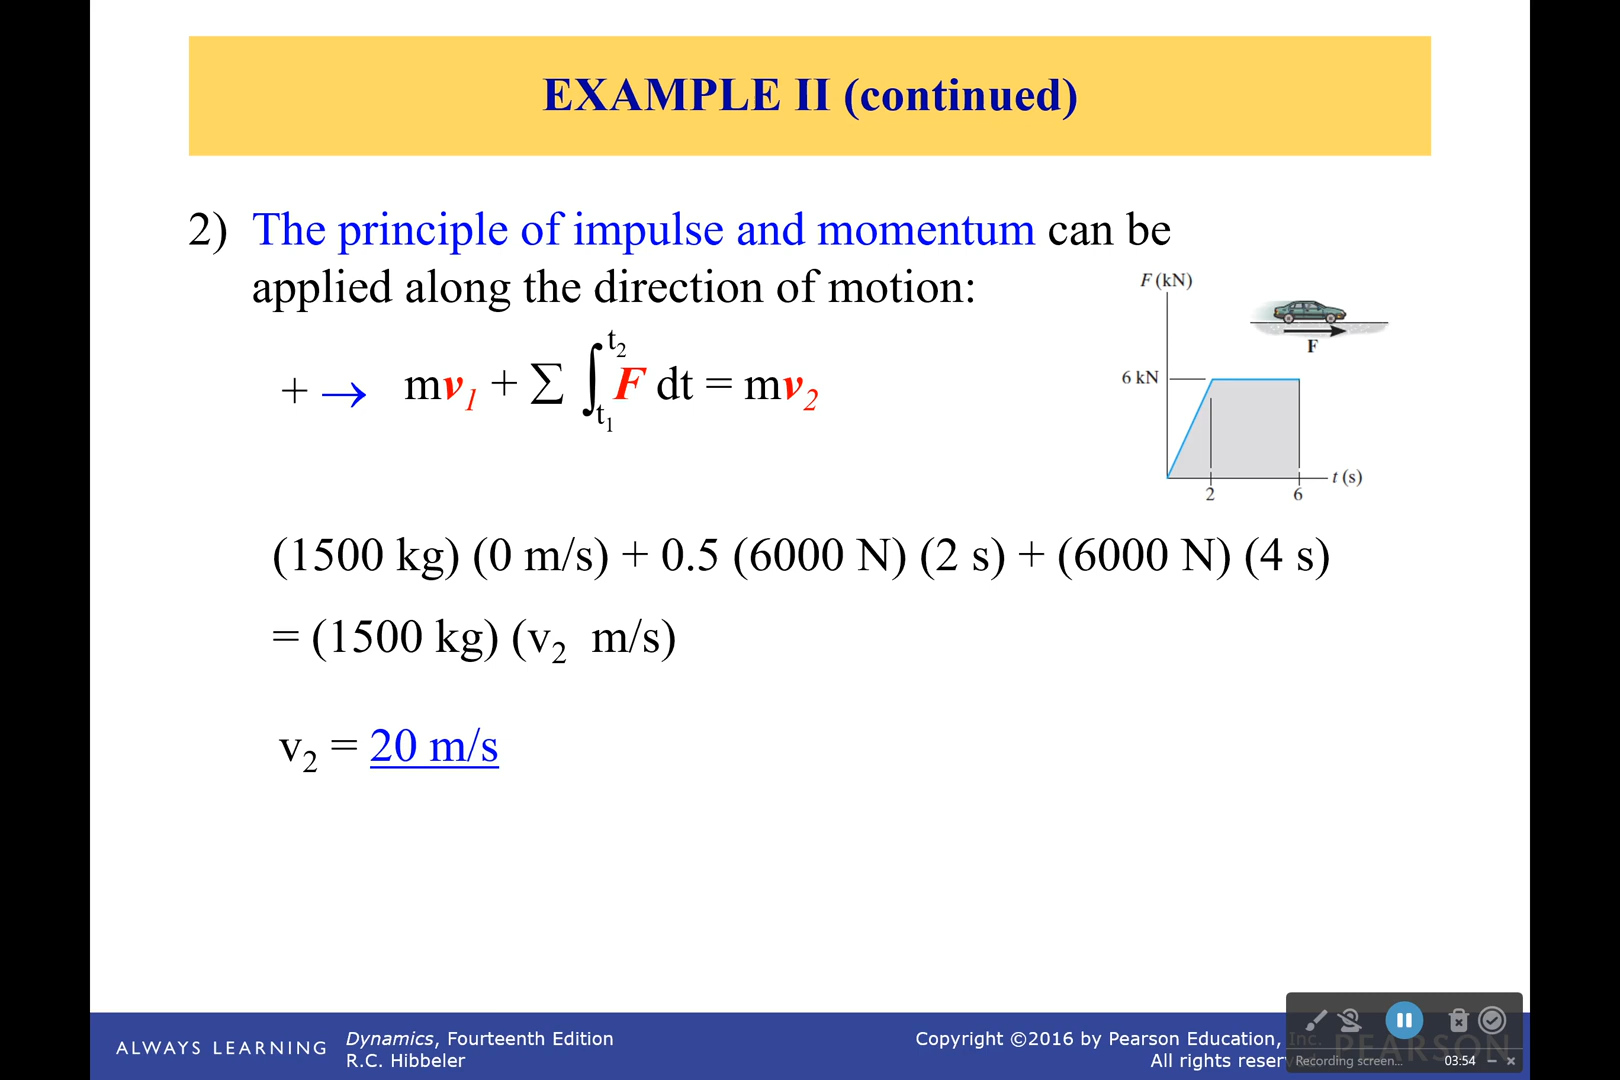 EXAMPLE II (continued)
2) The principle of impulse and momentum can be
applied along the direction of motion:
F (kN)
F
6 kN
t (s)
2 6
+ → mv₁ + ∑ ∫ₜ₁ᵗ² F dt = mv₂
(1500 kg) (0 m/s) + 0.5 (6000 N) (2 s) + (6000 N) (4 s)
= (1500 kg) (v₂ m/s)
v₂ = 20 m/s
ALWAYS LEARNING
Dynamics, Fourteenth Edition
R.C. Hibbeler
Copyright ©2016 by Pearson Education, Inc.
All rights reser
PEARSON
Recording screen... 03:54